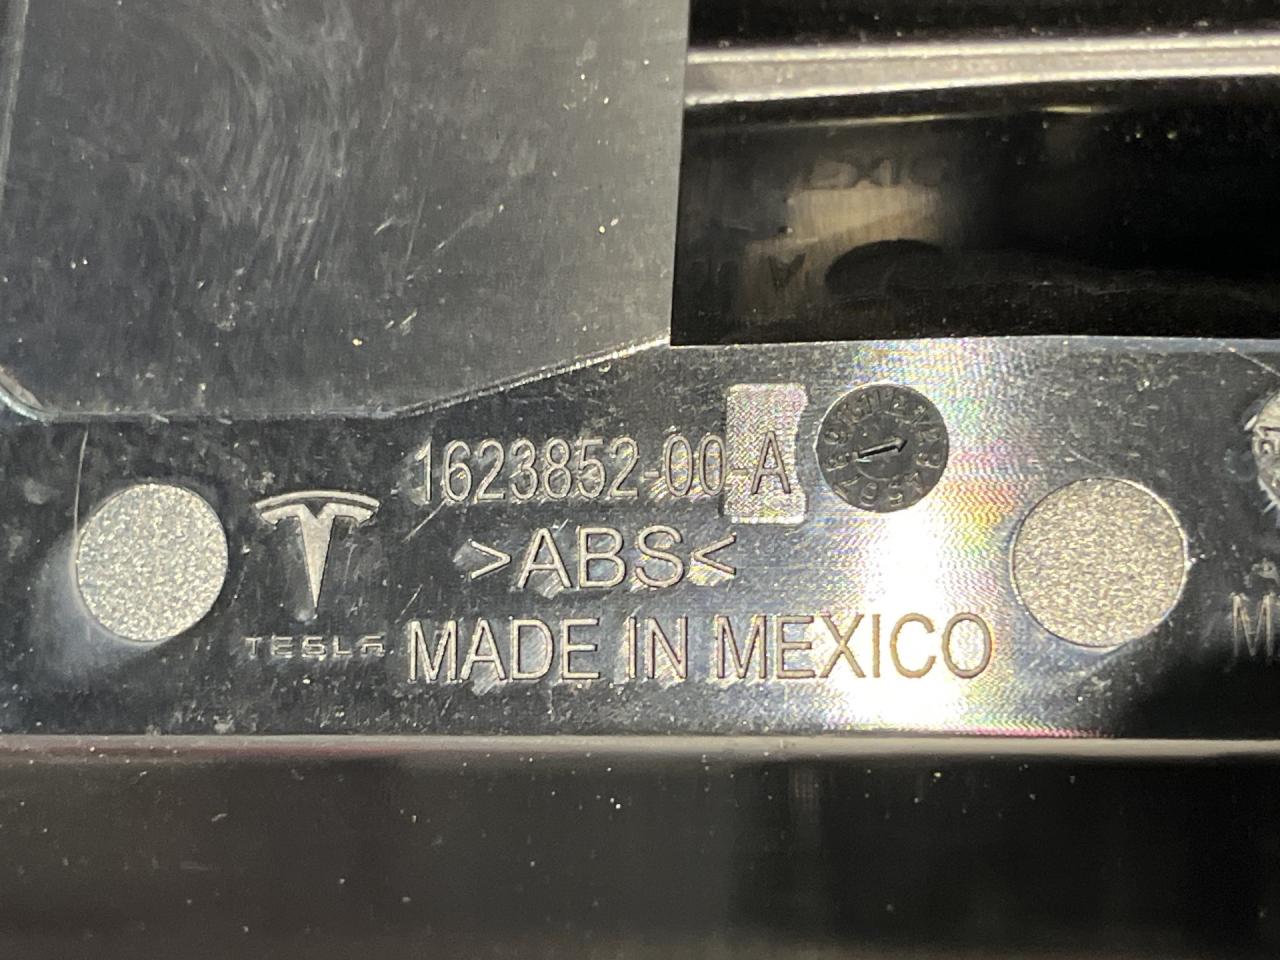 1623852-00-A
>ABS<
TESLA
MADE IN MEXICO